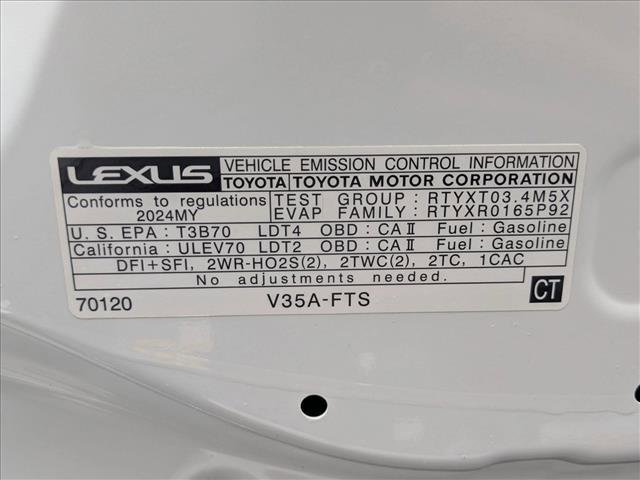 LEXUS VEHICLE EMISSION CONTROL INFORMATION
TOYOTA TOYOTA MOTOR CORPORATION
Conforms to regulations
2024MY
TEST GROUP: RTYXT03.4M5X
EVAP FAMILY: RTYXR0165P92
U.S. EPA: T3B70 LDT4 OBD: CA II Fuel: Gasoline
California: ULEV70 LDT2 OBD: CA II Fuel: Gasoline
DFI+SFI, 2WR-HO2S(2), 2TWC(2), 2TC, 1CAC
No adjustments needed.
70120 V35A-FTS CT